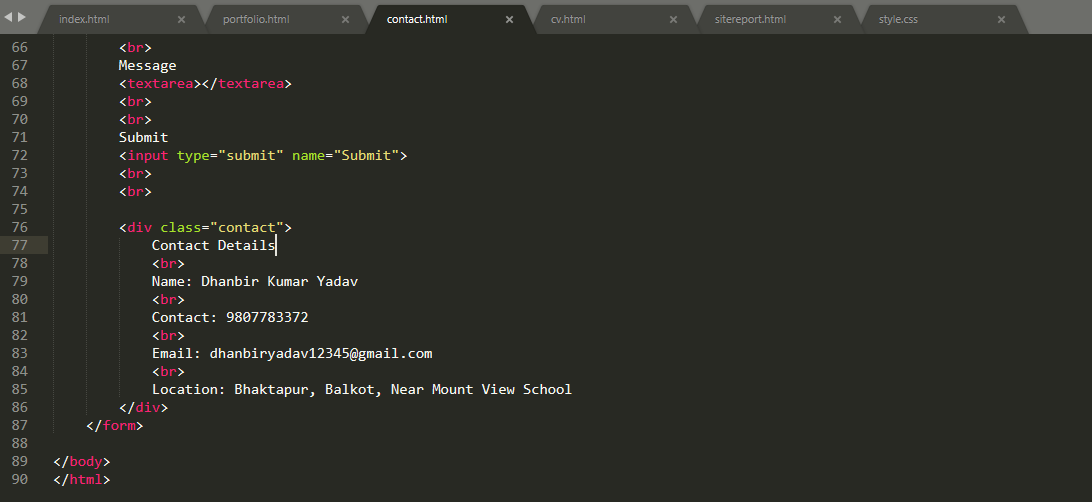 index.html × portfolio.html × contact.html × cv.html × sitereport.html × style.css ×
66 <br>
67 Message
68 <textarea></textarea>
69 <br>
70 <br>
71 Submit
72 <input type="submit" name="Submit">
73 <br>
74 <br>
75
76 <div class="contact">
77 Contact Details
78 <br>
79 Name: Dhanbir Kumar Yadav
80 <br>
81 Contact: 9807783372
82 <br>
83 Email: dhanbiryadav12345@gmail.com
84 <br>
85 Location: Bhaktapur, Balkot, Near Mount View School
86 </div>
87 </form>
88
89 </body>
90 </html>